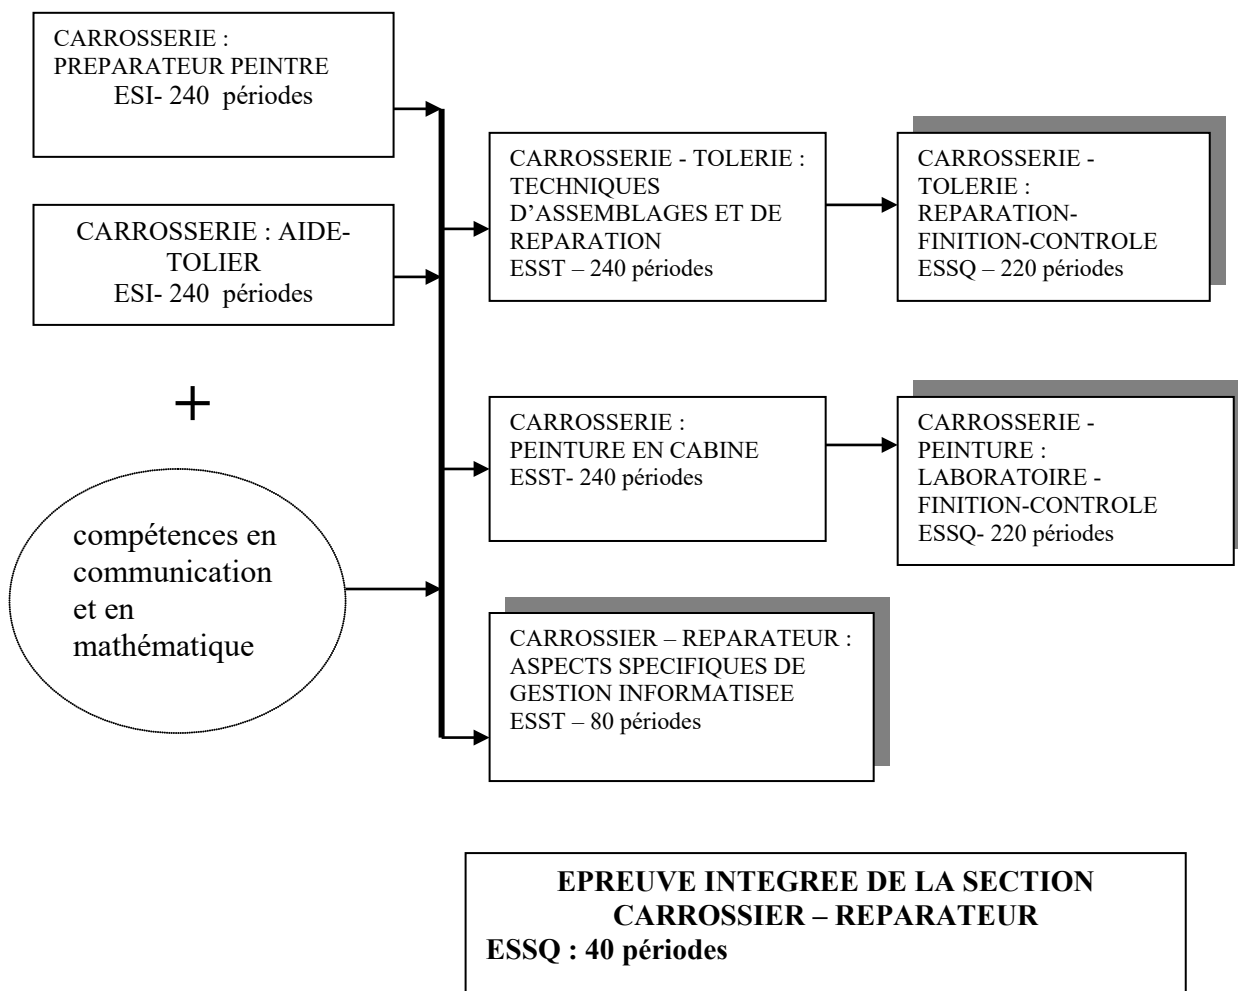 CARROSSERIE :
PREPARATEUR PEINTRE
ESI- 240 périodes
CARROSSERIE : AIDE-
TOLIER
ESI- 240 périodes
+
compétences en
communication
et en
mathématique
CARROSSERIE - TOLERIE :
TECHNIQUES
D’ASSEMBLAGES ET DE
REPARATION
ESST – 240 périodes
CARROSSERIE -
TOLERIE :
REPARATION-
FINITION-CONTROLE
ESSQ – 220 périodes
CARROSSERIE :
PEINTURE EN CABINE
ESST- 240 périodes
CARROSSERIE -
PEINTURE :
LABORATOIRE -
FINITION-CONTROLE
ESSQ- 220 périodes
CARROSSIER – REPARATEUR :
ASPECTS SPECIFIQUES DE
GESTION INFORMATISEE
ESST – 80 périodes
EPREUVE INTEGREE DE LA SECTION
CARROSSIER – REPARATEUR
ESSQ : 40 périodes